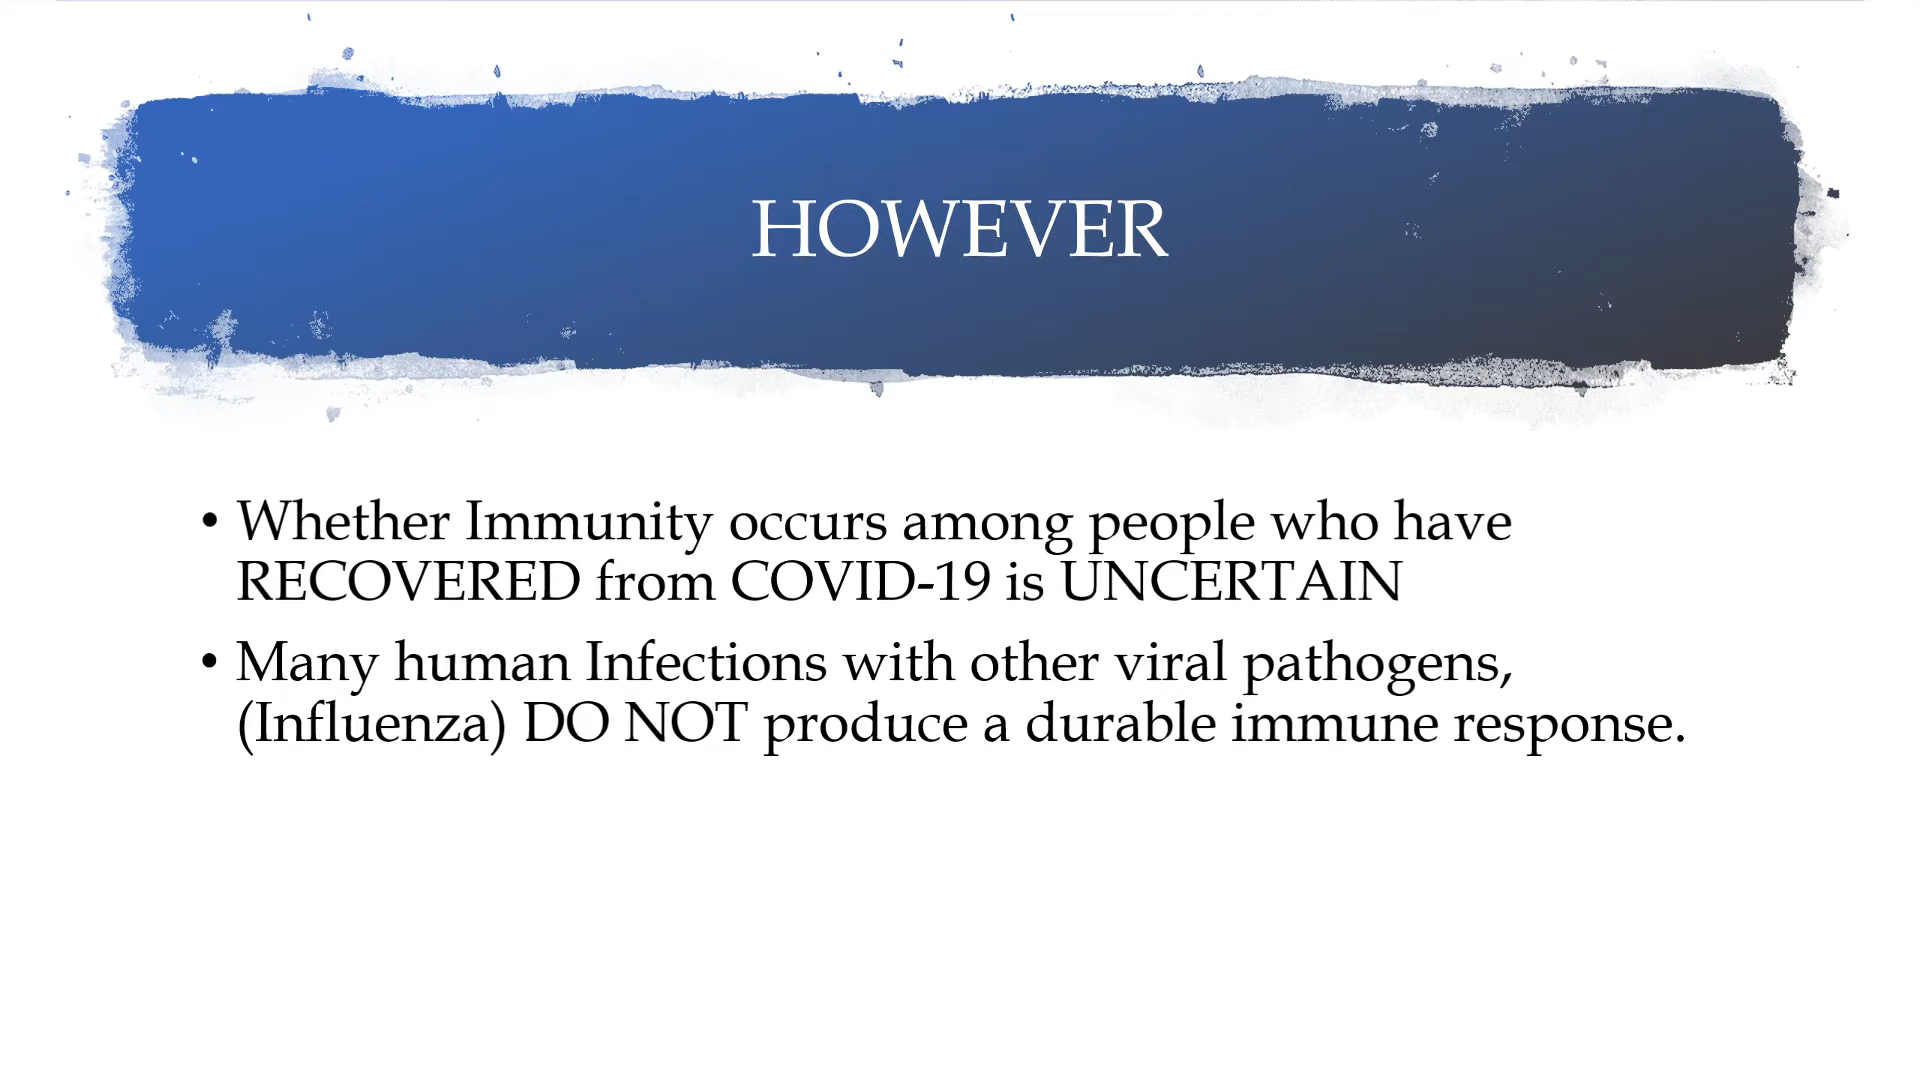 HOWEVER
• Whether Immunity occurs among people who have
RECOVERED from COVID-19 is UNCERTAIN
• Many human Infections with other viral pathogens,
(Influenza) DO NOT produce a durable immune response.